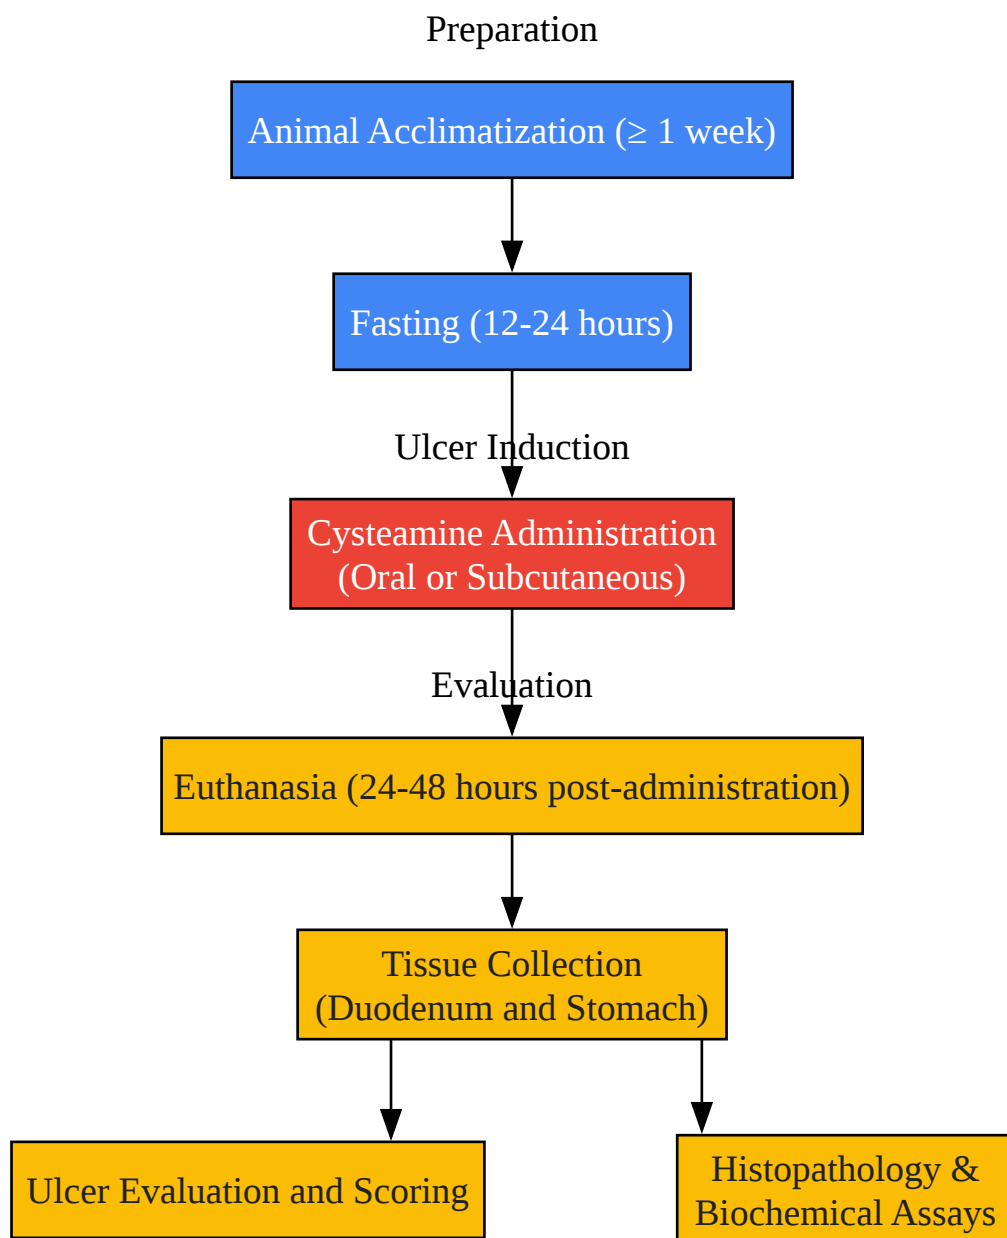 Preparation
Animal Acclimatization (≥ 1 week)
Fasting (12-24 hours)
Ulcer Induction
Cysteamine Administration
(Oral or Subcutaneous)
Evaluation
Euthanasia (24-48 hours post-administration)
Tissue Collection
(Duodenum and Stomach)
Ulcer Evaluation and Scoring
Histopathology &
Biochemical Assays